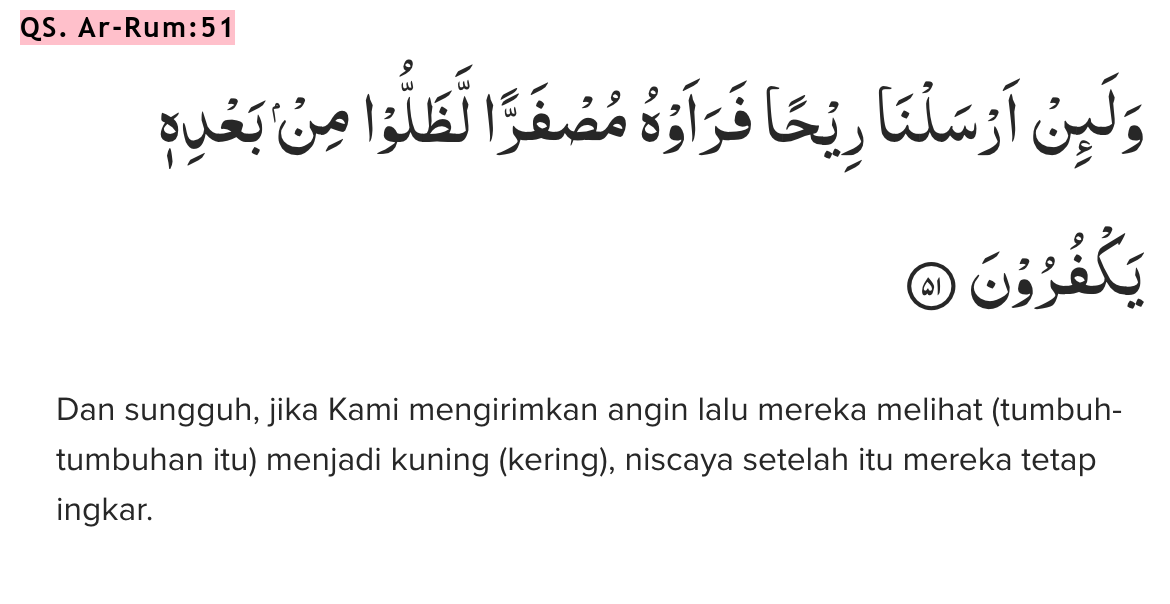 QS. Ar-Rum:51
وَلَىِٕنْ اَرْسَلْنَا رِيْحًا فَرَاَوْهُ مُصْفَرًّا لَّظَلُّوْا مِنْۢ بَعْدِهٖ
يَكْفُرُوْنَ ۝٥١
Dan sungguh, jika Kami mengirimkan angin lalu mereka melihat (tumbuh-
tumbuhan itu) menjadi kuning (kering), niscaya setelah itu mereka tetap
ingkar.